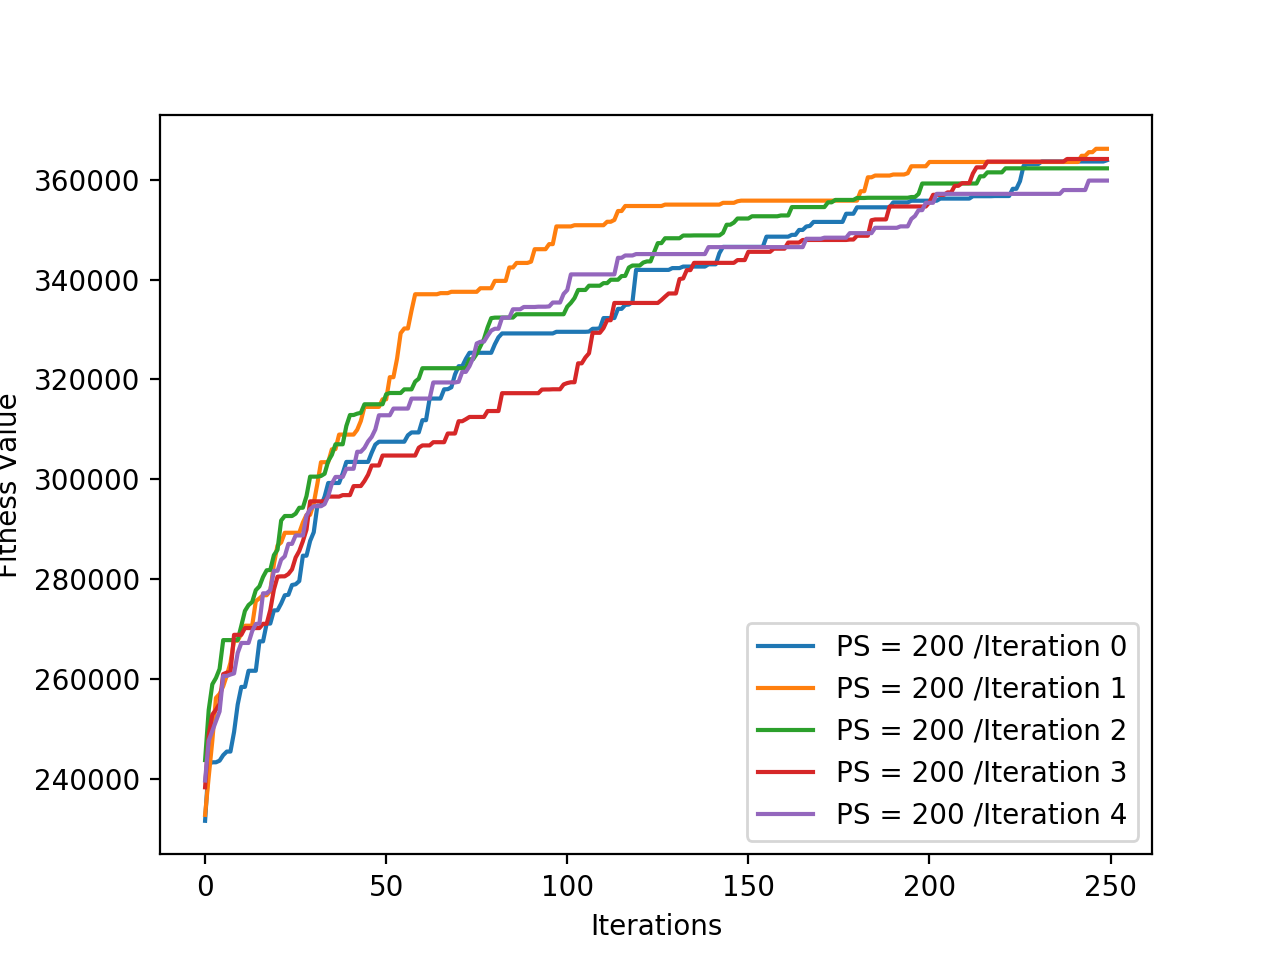 360000
340000
320000
300000
280000
260000
240000
Fitness Value
0 50 100 150 200 250
Iterations
PS = 200 /Iteration 0
PS = 200 /Iteration 1
PS = 200 /Iteration 2
PS = 200 /Iteration 3
PS = 200 /Iteration 4